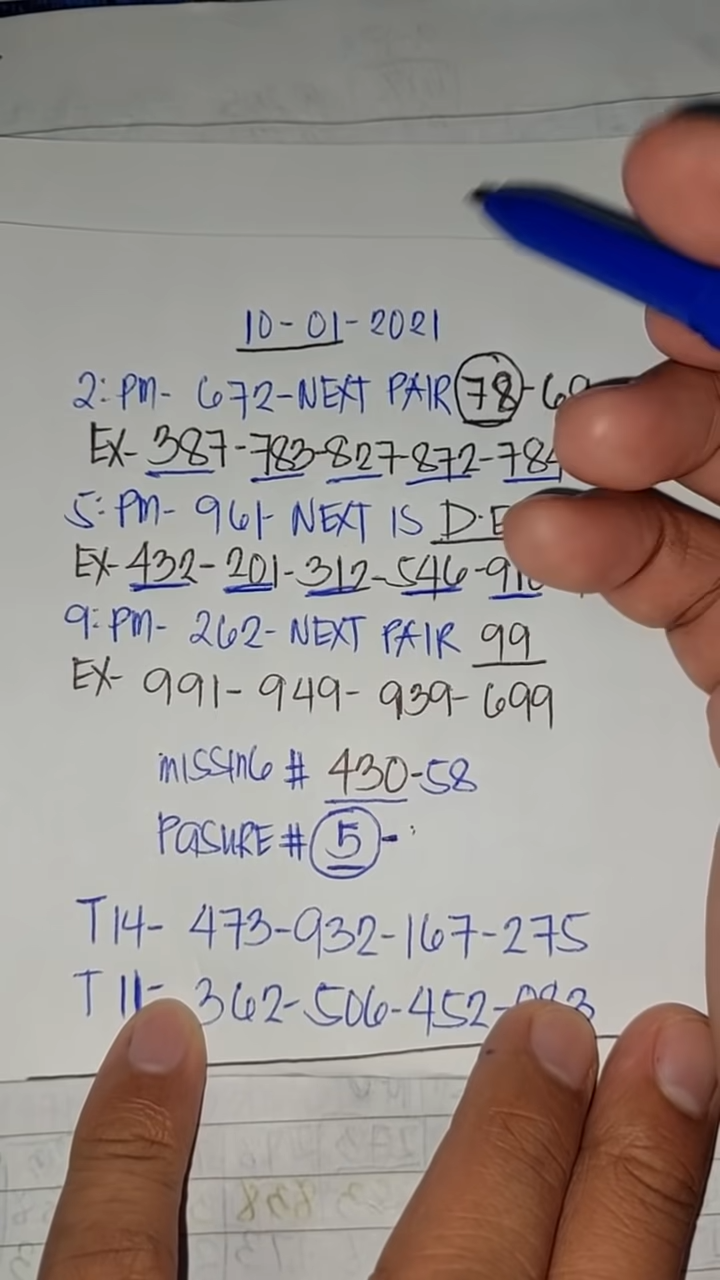 10-01-2021
2:PM- 672-NEXT PAIR 78-6
EX-387-783-827-872-784
5:PM- 961- NEXT IS D.E
EX-432-201-312-546-910
9:PM- 262-NEXT PAIR 99
EX- 991-949-939-699
MISSING # 430-58
PASURE # 5-
T14- 473-932-167-275
T11- 362-506-452-